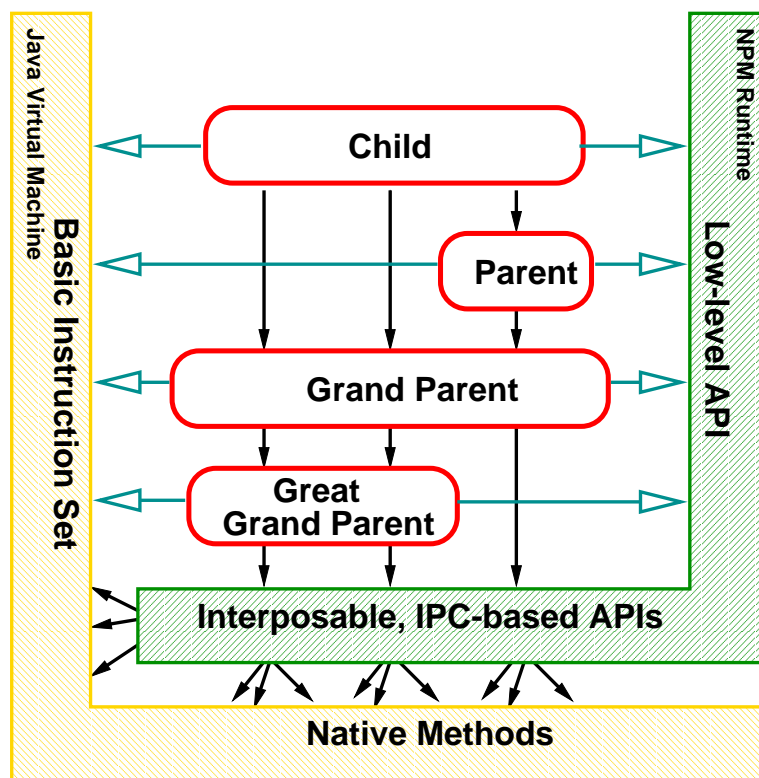 Java Virtual Machine
Basic Instruction Set
NPM Runtime
Low-level API
Child
Parent
Grand Parent
Great
Grand Parent
Interposable, IPC-based APIs
Native Methods